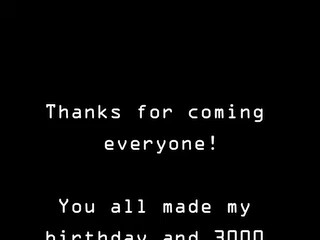 Thanks for coming
everyone!
You all made my
birthday and 3000